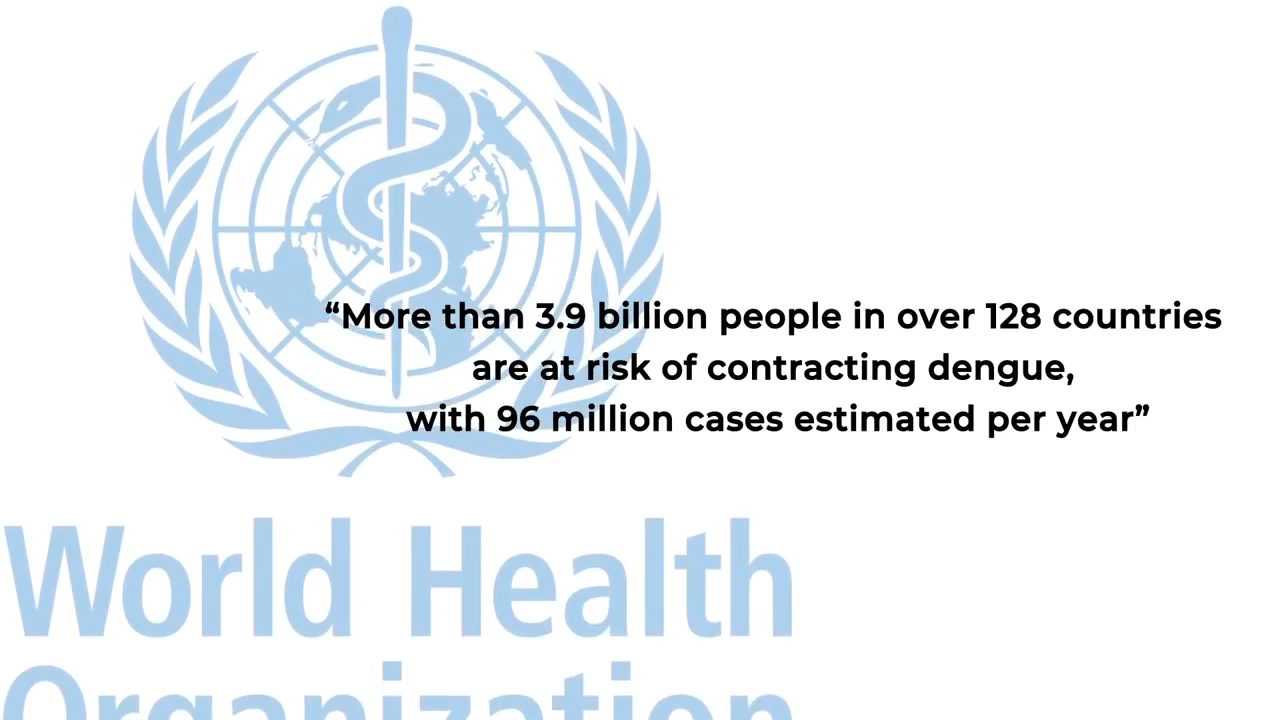 “More than 3.9 billion people in over 128 countries
are at risk of contracting dengue,
with 96 million cases estimated per year”
World Health
Organization